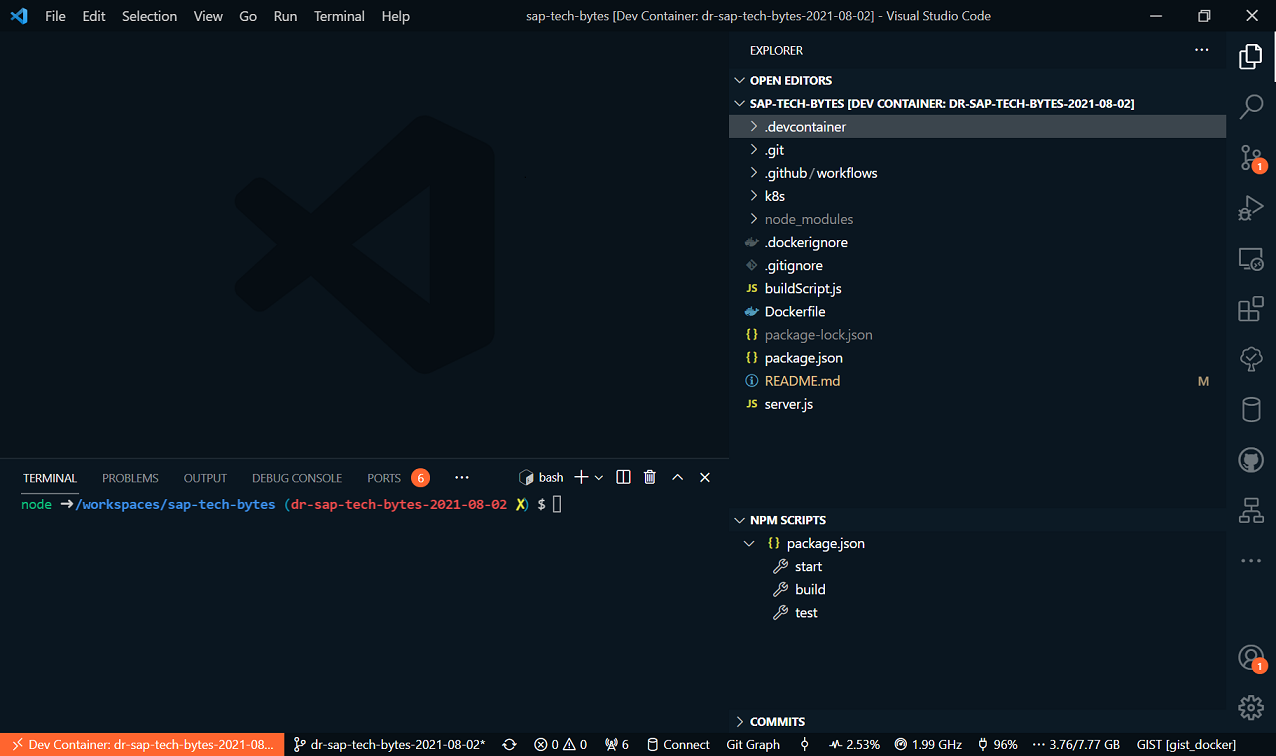 File Edit Selection View Go Run Terminal Help
sap-tech-bytes [Dev Container: dr-sap-tech-bytes-2021-08-02] - Visual Studio Code
EXPLORER
OPEN EDITORS
SAP-TECH-BYTES [DEV CONTAINER: DR-SAP-TECH-BYTES-2021-08-02]
.devcontainer
.git
.github/workflows
k8s
node_modules
.dockerignore
.gitignore
JS buildScript.js
Dockerfile
{} package-lock.json
{} package.json
README.md M
JS server.js
1
TERMINAL PROBLEMS OUTPUT DEBUG CONSOLE PORTS 6 ··· bash
node ➜/workspaces/sap-tech-bytes (dr-sap-tech-bytes-2021-08-02 ✗) $
NPM SCRIPTS
{} package.json
start
build
test
1
COMMITS
Dev Container: dr-sap-tech-bytes-2021-08... dr-sap-tech-bytes-2021-08-02* 0 0 6 Connect Git Graph 2.53% 1.99 GHz 96% ··· 3.76/7.77 GB GIST [gist_docker]